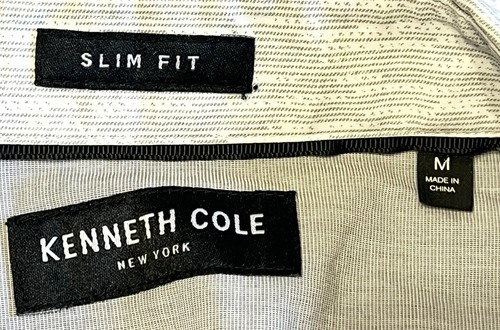 SLIM FIT
M
MADE IN
CHINA
KENNETH COLE
NEW YORK